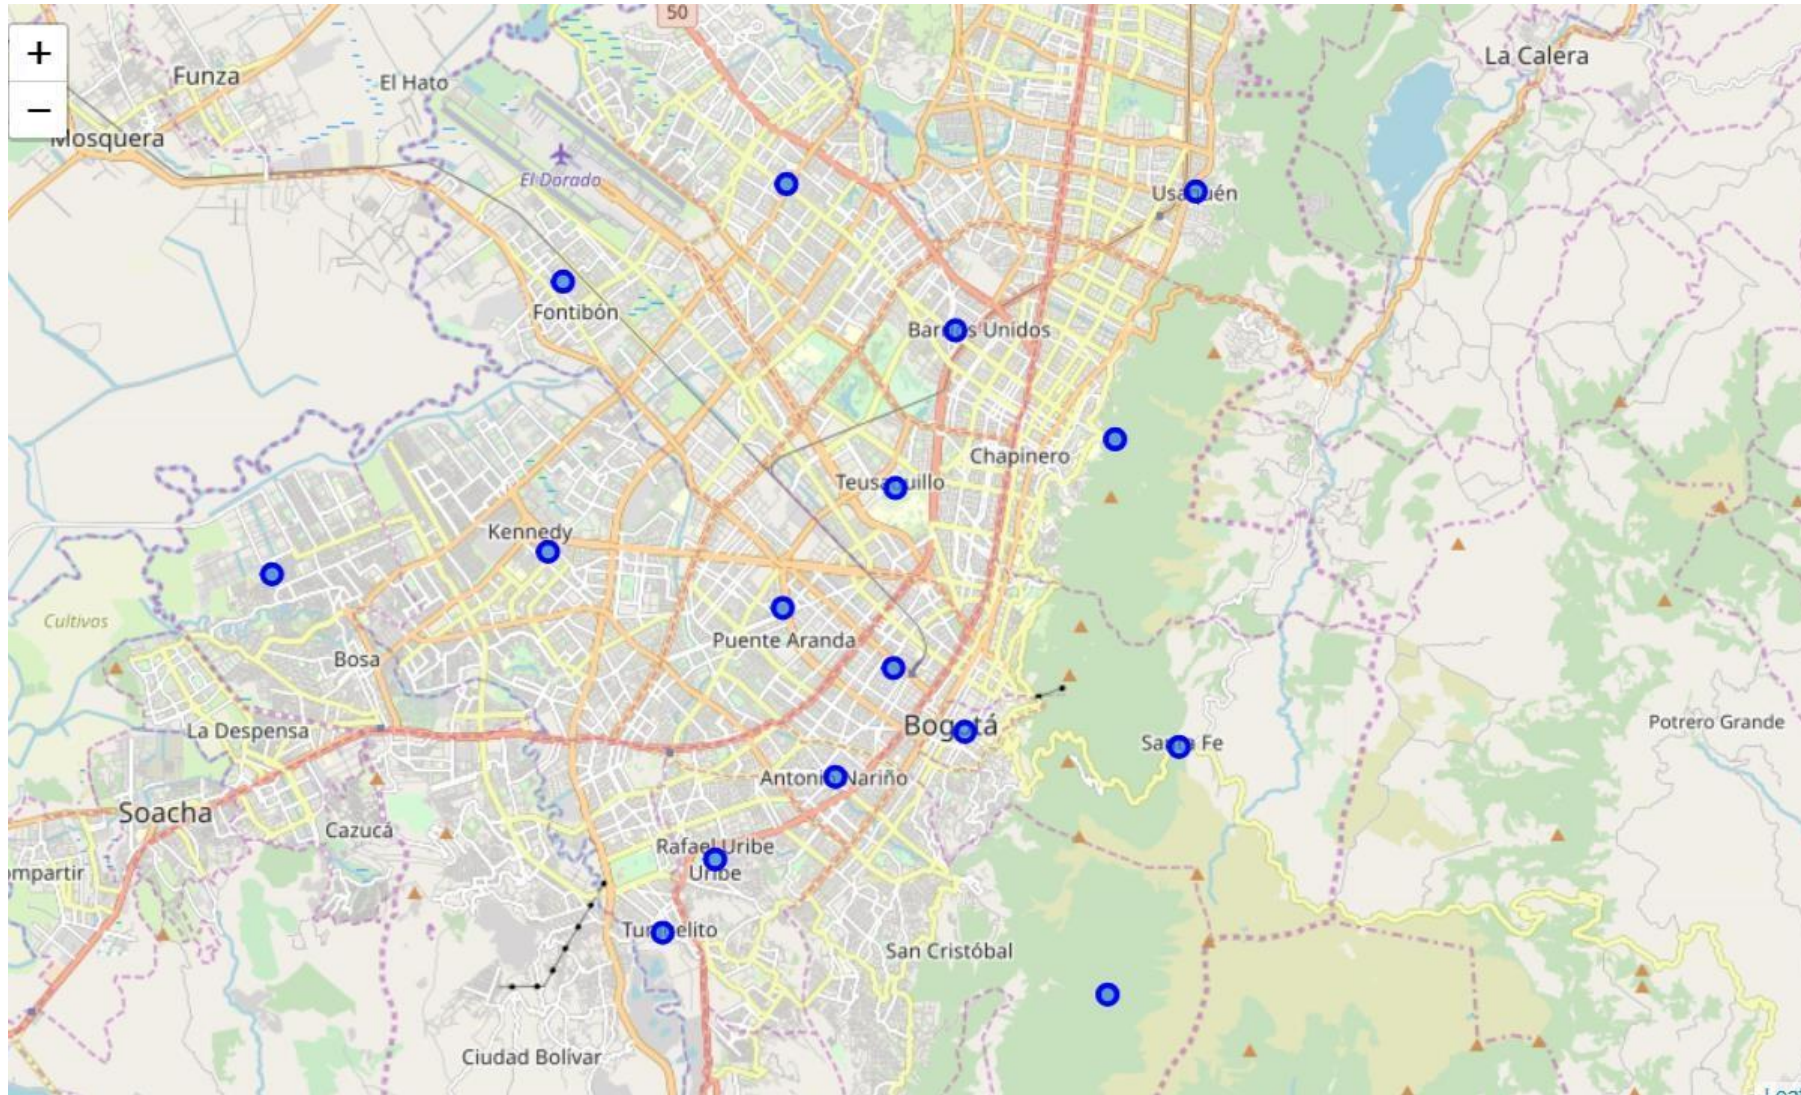 50
+
Funza
El Hato
La Calera
−
Mosquera
El Dorado
Usaquén
Fontibón
Barrios Unidos
Chapinero
Teusaquillo
Kennedy
Cultivos
Puente Aranda
Bosa
Bogotá
La Despensa
Potrero Grande
Santa Fe
Antonio Nariño
Soacha
Cazucá
Rafael Uribe
Uribe
ompartir
Tunjuelito
San Cristóbal
Ciudad Bolívar